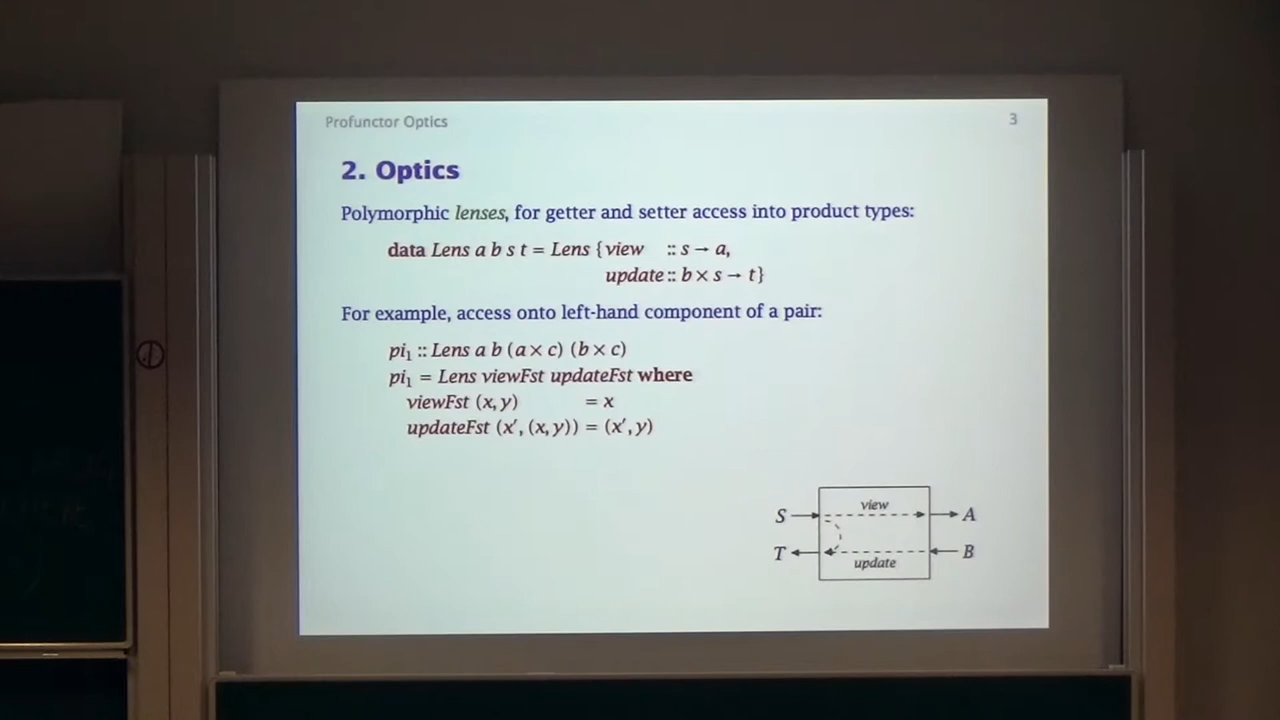 Profunctor Optics 3
2. Optics
Polymorphic lenses, for getter and setter access into product types:
data Lens a b s t = Lens {view :: s → a,
update :: b × s → t}
For example, access onto left-hand component of a pair:
pi₁ :: Lens a b (a × c) (b × c)
pi₁ = Lens viewFst updateFst where
viewFst (x, y) = x
updateFst (x′, (x, y)) = (x′, y)
view
S A
T B
update